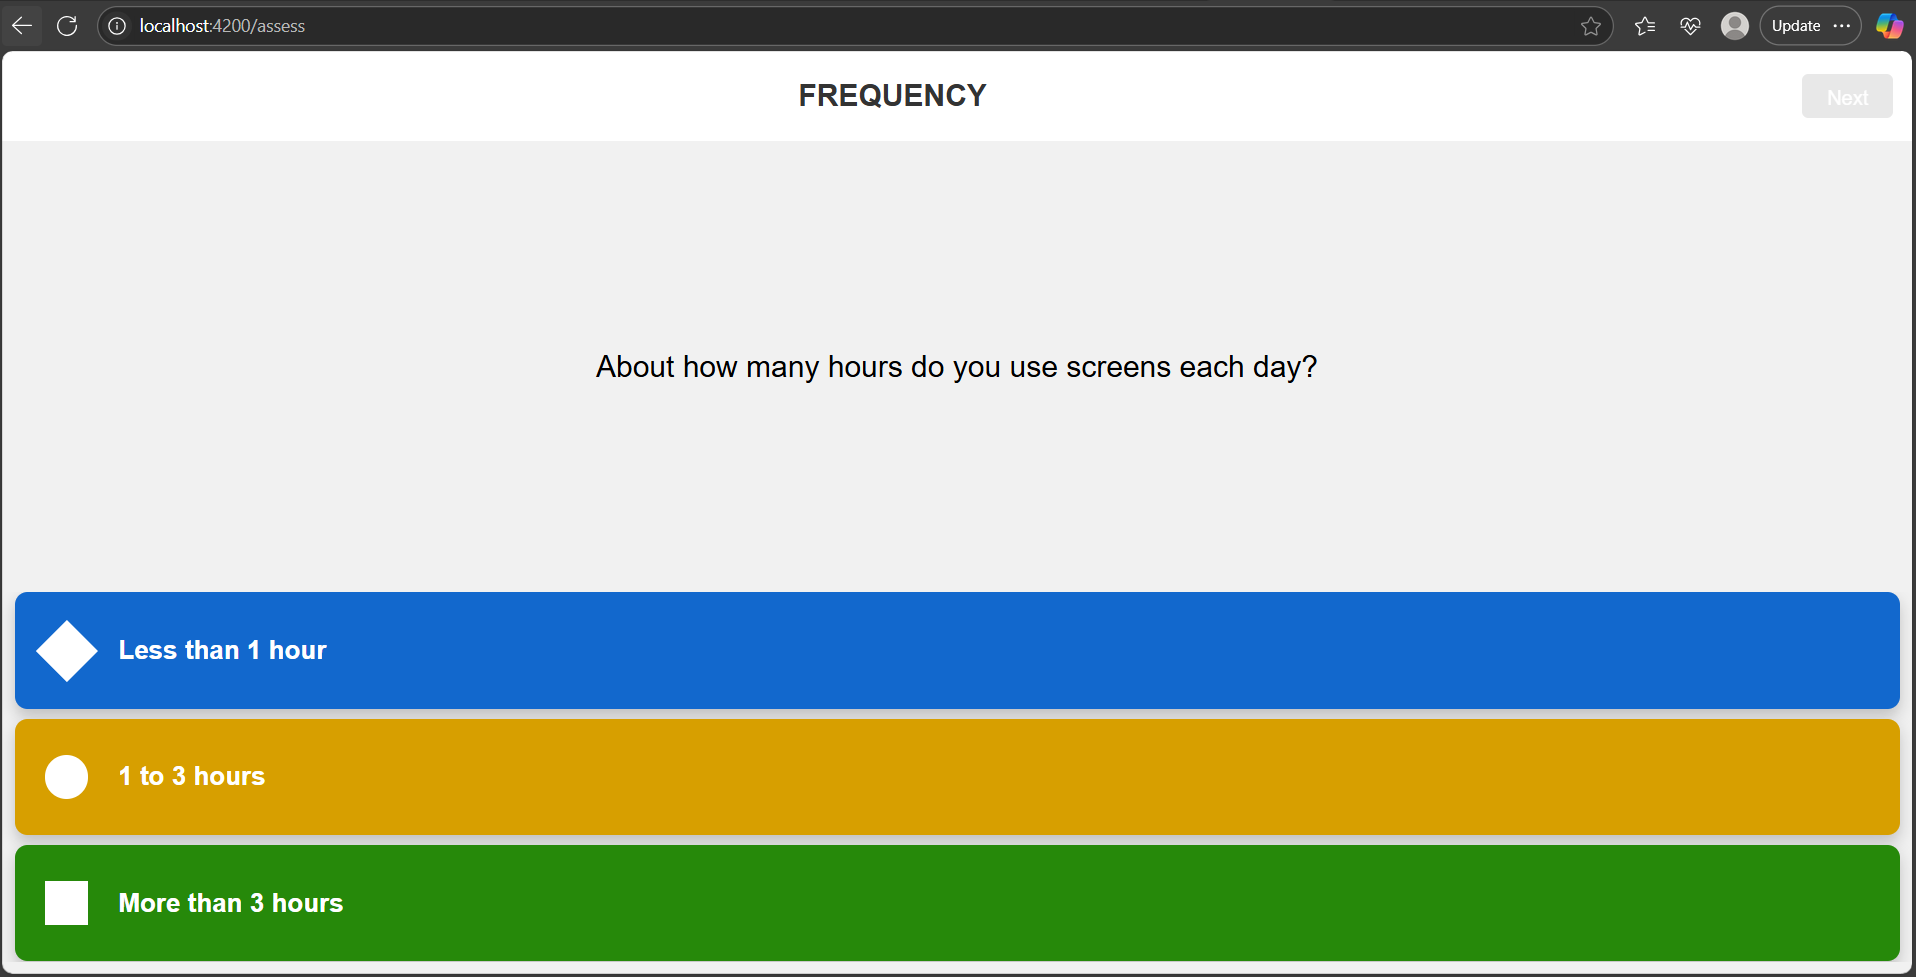 localhost:4200/assess
Update
FREQUENCY
Next
About how many hours do you use screens each day?
Less than 1 hour
1 to 3 hours
More than 3 hours